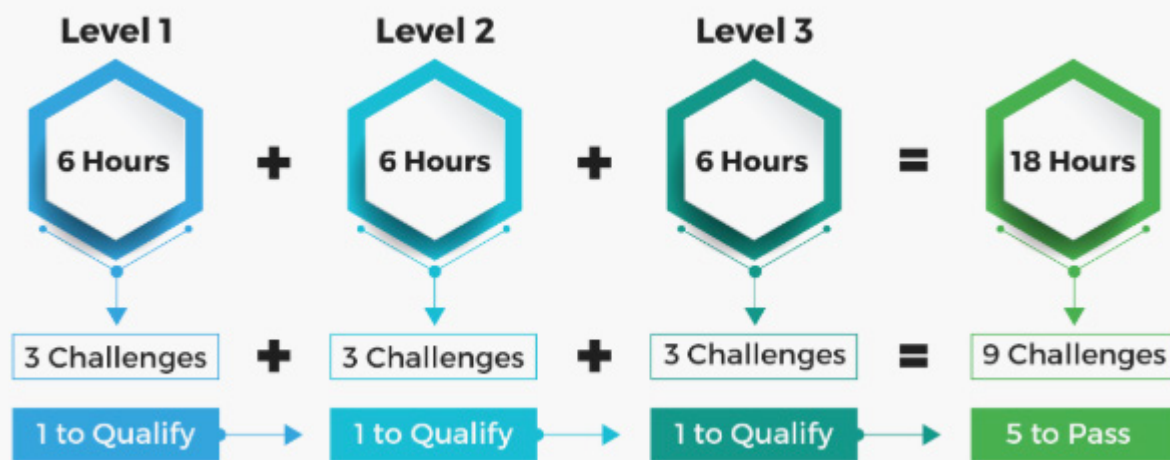 Level 1 Level 2 Level 3
6 Hours + 6 Hours + 6 Hours = 18 Hours
3 Challenges + 3 Challenges + 3 Challenges = 9 Challenges
1 to Qualify 1 to Qualify 1 to Qualify 5 to Pass